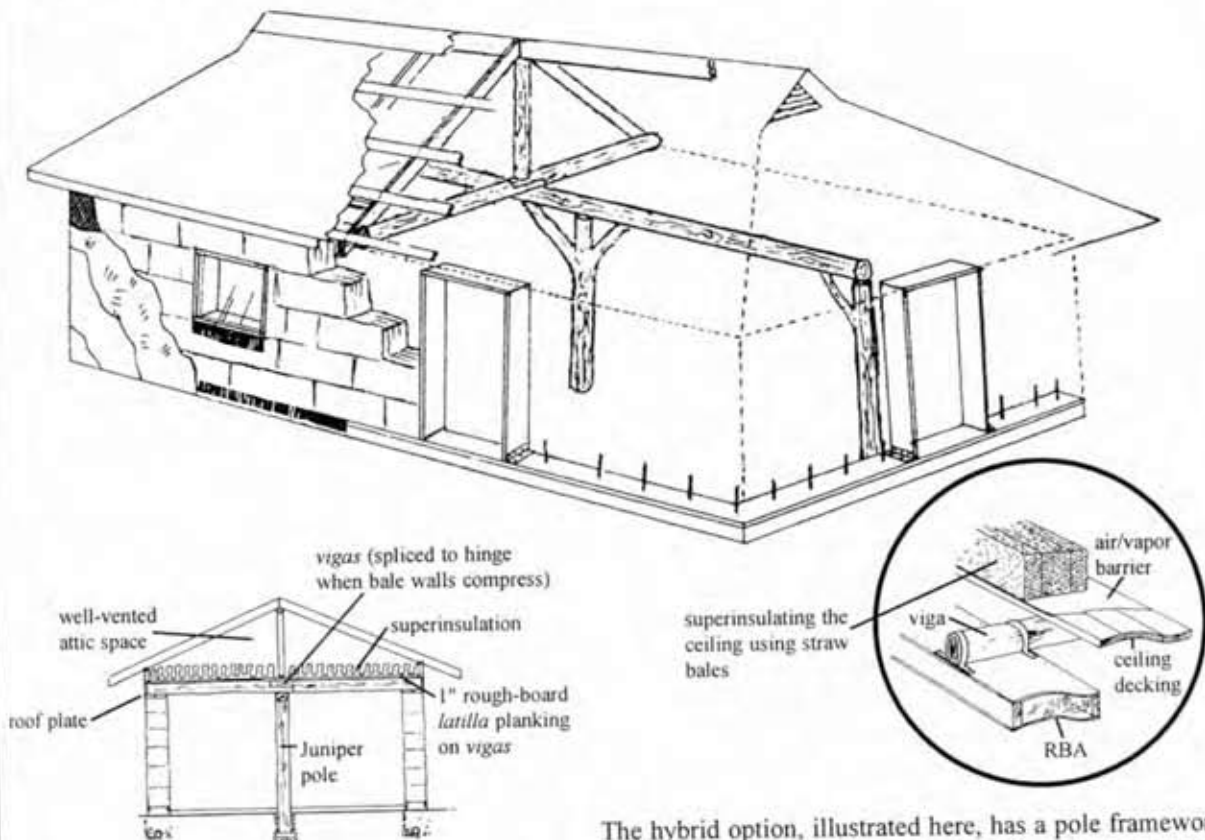 vigas (spliced to hinge
when bale walls compress)
well-vented
attic space
superinsulation
roof plate
1" rough-board
latilla planking
on vigas
Juniper
pole
superinsulating the
ceiling using straw
bales
air/vapor
barrier
viga
ceiling
decking
RBA
The hybrid option, illustrated here, has a pole